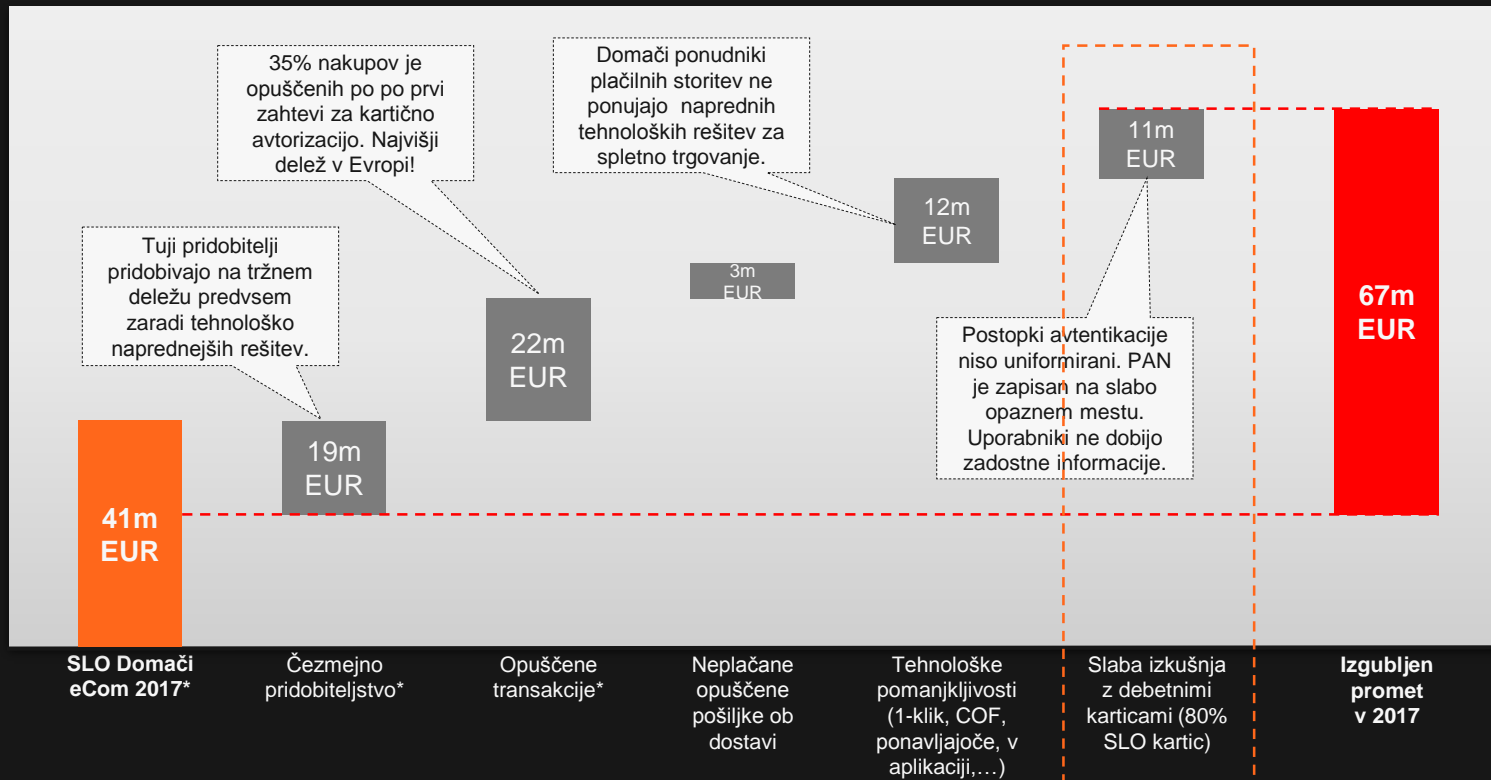 35% nakupov je
opuščenih po po prvi
zahtevi za kartično
avtorizacijo. Najvišji
delež v Evropi!
Domači ponudniki
plačilnih storitev ne
ponujajo naprednih
tehnoloških rešitev za
spletno trgovanje.
11m
EUR
12m
EUR
Tuji pridobitelji
pridobivajo na tržnem
deležu predvsem
zaradi tehnološko
naprednejših rešitev.
3m
EUR
67m
EUR
22m
EUR
Postopki avtentikacije
niso uniformirani. PAN
je zapisan na slabo
opaznem mestu.
Uporabniki ne dobijo
zadostne informacije.
19m
EUR
41m
EUR
SLO Domači
eCom 2017*
Čezmejno
pridobiteljstvo*
Opuščene
transakcije*
Neplačane
opuščene
pošiljke ob
dostavi
Tehnološke
pomanjkljivosti
(1-klik, COF,
ponavljajoče, v
aplikaciji,…)
Slaba izkušnja
z debetnimi
karticami (80%
SLO kartic)
Izgubljen
promet
v 2017